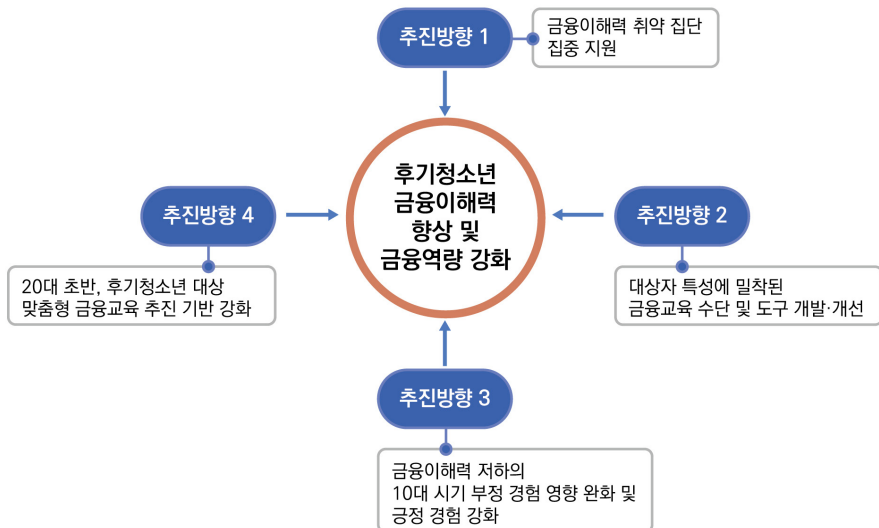 추진방향 1
금융이해력 취약 집단
집중 지원
후기청소년
금융이해력
향상 및
금융역량 강화
추진방향 4
20대 초반, 후기청소년 대상
맞춤형 금융교육 추진 기반 강화
추진방향 2
대상자 특성에 밀착된
금융교육 수단 및 도구 개발·개선
추진방향 3
금융이해력 저하의
10대 시기 부정 경험 영향 완화 및
긍정 경험 강화